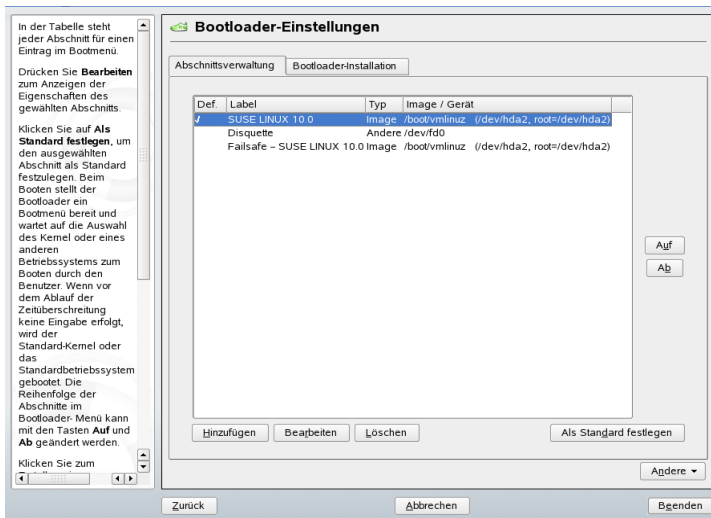 In der Tabelle steht
jeder Abschnitt für einen
Eintrag im Bootmenü.
Drücken Sie Bearbeiten
zum Anzeigen der
Eigenschaften des
gewählten Abschnitts.
Klicken Sie auf Als
Standard festlegen, um
den ausgewählten
Abschnitt als Standard
festzulegen. Beim
Booten stellt der
Bootloader ein
Bootmenü bereit und
wartet auf die Auswahl
des Kernel oder eines
anderen
Betriebssystems zum
Booten durch den
Benutzer. Wenn vor
dem Ablauf der
Zeitüberschreitung
keine Eingabe erfolgt,
wird der
Standard-Kernel oder
das
Standardbetriebssystem
gebootet. Die
Reihenfolge der
Abschnitte im
Bootloader- Menü kann
mit den Tasten Auf und
Ab geändert werden.
Klicken Sie zum
Bootloader-Einstellungen
Abschnittsverwaltung Bootloader-Installation
Def. Label Typ Image / Gerät
SUSE LINUX 10.0 Image /boot/vmlinuz (/dev/hda2, root=/dev/hda2)
Disquette Andere /dev/fd0
Failsafe – SUSE LINUX 10.0 Image /boot/vmlinuz (/dev/hda2, root=/dev/hda2)
Auf
Ab
Hinzufügen Bearbeiten Löschen Als Standard festlegen
Andere
Zurück Abbrechen Beenden